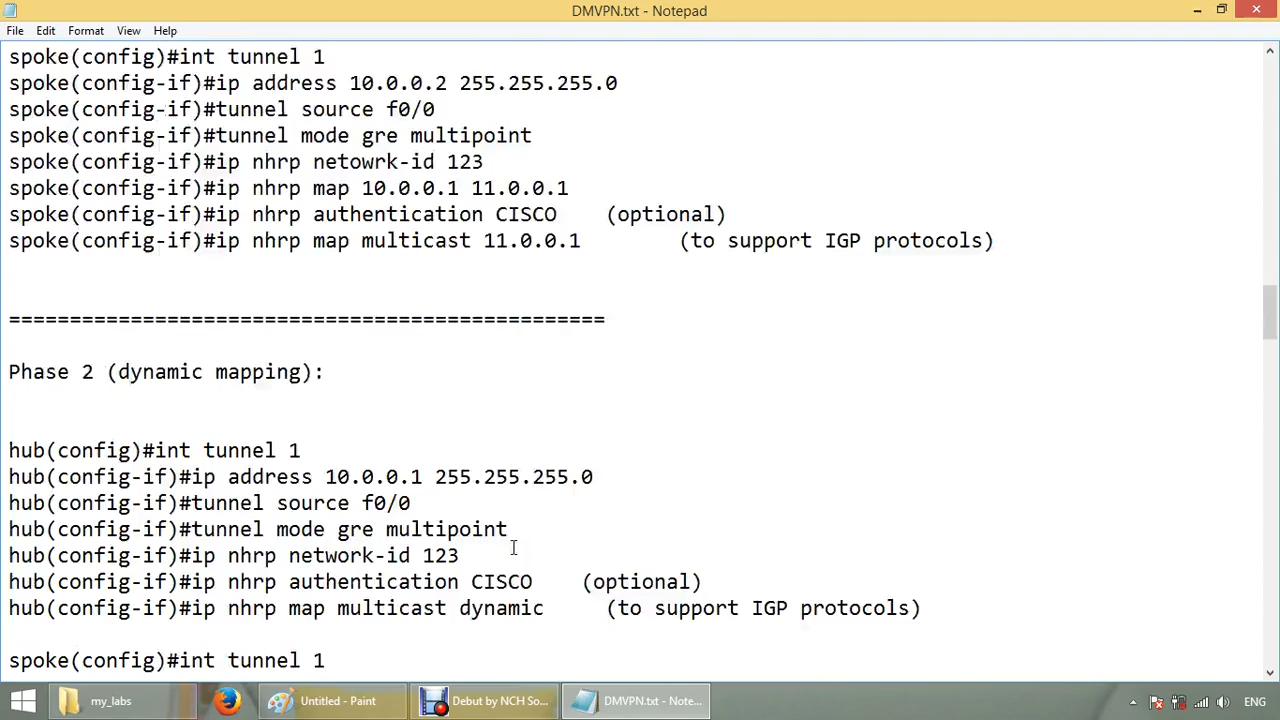 DMVPN.txt - Notepad
File Edit Format View Help
spoke(config)#int tunnel 1
spoke(config-if)#ip address 10.0.0.2 255.255.255.0
spoke(config-if)#tunnel source f0/0
spoke(config-if)#tunnel mode gre multipoint
spoke(config-if)#ip nhrp netowrk-id 123
spoke(config-if)#ip nhrp map 10.0.0.1 11.0.0.1
spoke(config-if)#ip nhrp authentication CISCO (optional)
spoke(config-if)#ip nhrp map multicast 11.0.0.1 (to support IGP protocols)
=================================================
Phase 2 (dynamic mapping):
hub(config)#int tunnel 1
hub(config-if)#ip address 10.0.0.1 255.255.255.0
hub(config-if)#tunnel source f0/0
hub(config-if)#tunnel mode gre multipoint
hub(config-if)#ip nhrp network-id 123
hub(config-if)#ip nhrp authentication CISCO (optional)
hub(config-if)#ip nhrp map multicast dynamic (to support IGP protocols)
spoke(config)#int tunnel 1
my_labs Untitled - Paint Debut by NCH So... DMVPN.txt - Note... ENG